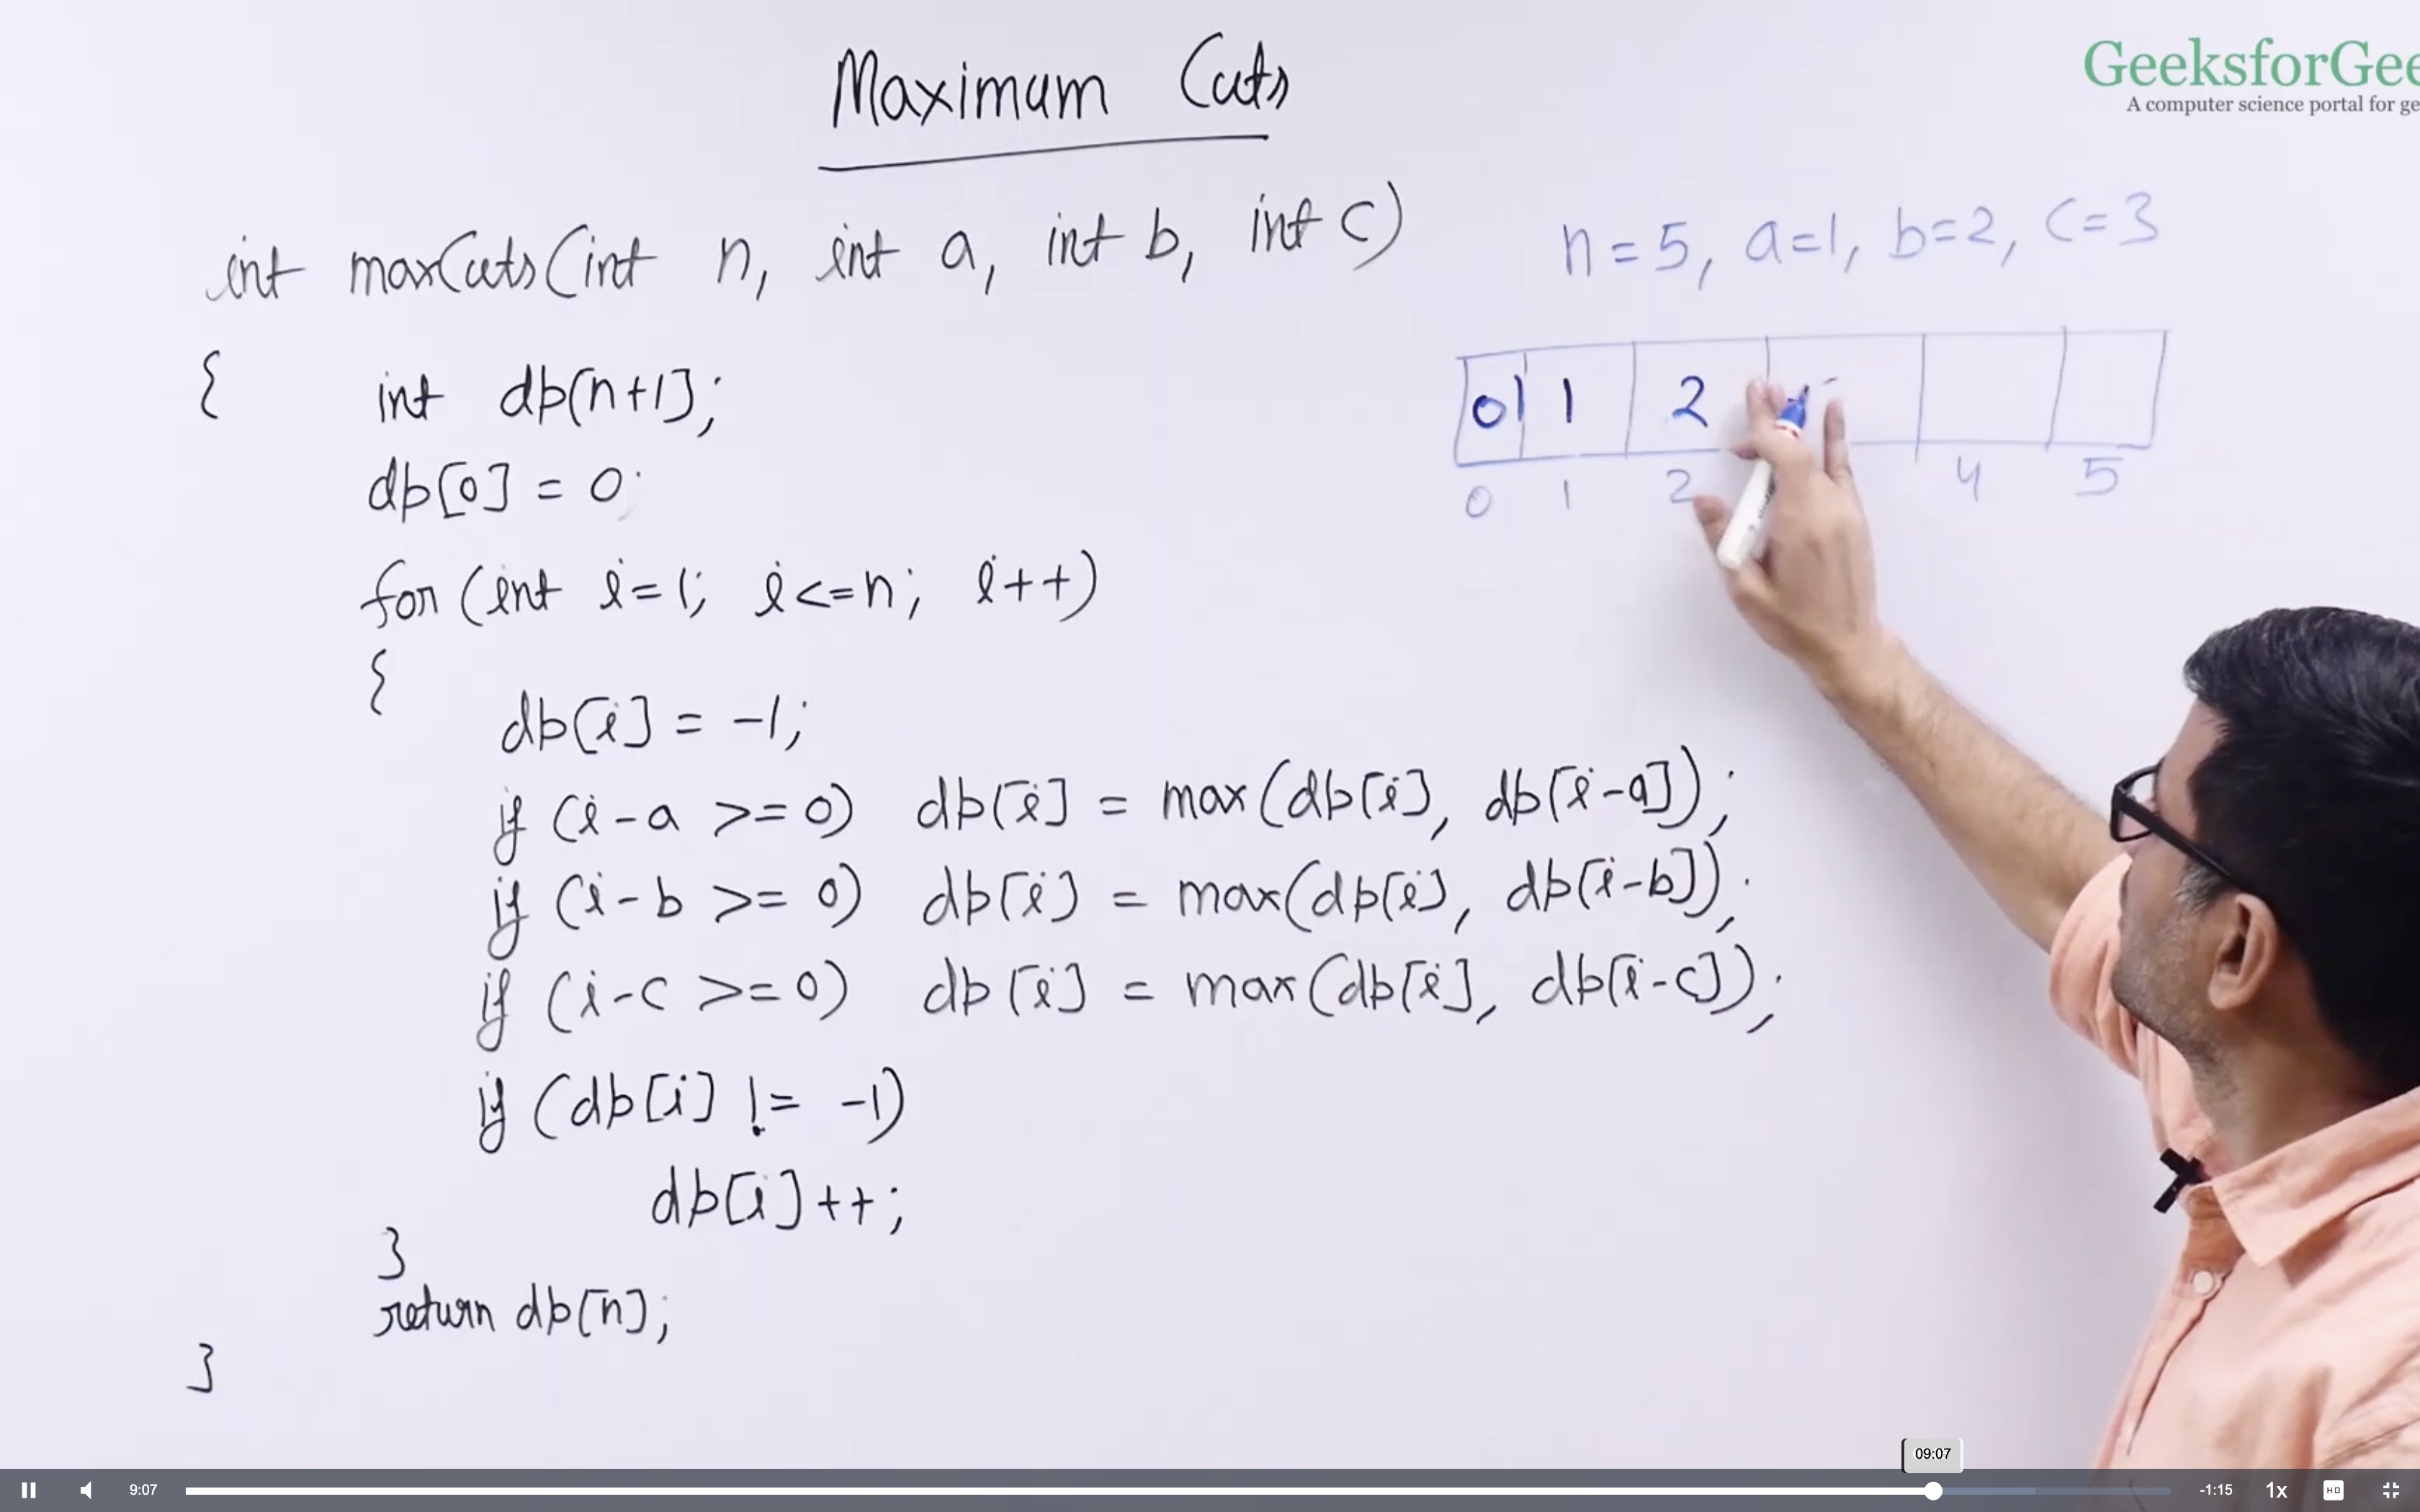 Maximum Cuts
GeeksforGee
A computer science portal for ge
int maxCuts(int n, int a, int b, int c)
n=5, a=1, b=2, c=3
{
int dp[n+1];
0 1 2
dp[0] = 0;
0 1 2 4 5
for (int i=1; i<=n; i++)
{
dp[i] = -1;
if (i-a >=0) dp[i] = max(dp[i], dp[i-a]);
if (i-b >= 0) dp[i] = max(dp[i], dp[i-b]);
if (i-c >=0) dp[i] = max(dp[i], dp[i-c]);
if (dp[i] != -1)
dp[i]++;
}
return dp[n];
}
09:07
9:07
-1:15 1x HD